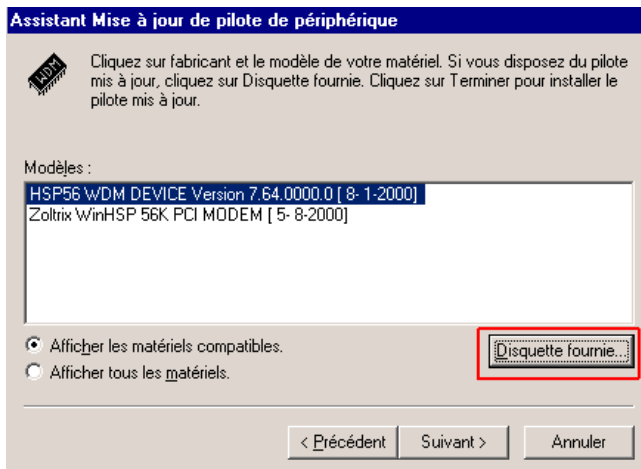 Assistant Mise à jour de pilote de périphérique
WDM
Cliquez sur fabricant et le modèle de votre matériel. Si vous disposez du pilote
mis à jour, cliquez sur Disquette fournie. Cliquez sur Terminer pour installer le
pilote mis à jour.
Modèles :
HSP56 WDM DEVICE Version 7.64.0000.0 [ 8- 1-2000]
Zoltrix WinHSP 56K PCI MODEM [ 5- 8-2000]
Afficher les matériels compatibles.
Disquette fournie...
Afficher tous les matériels.
< Précédent
Suivant >
Annuler